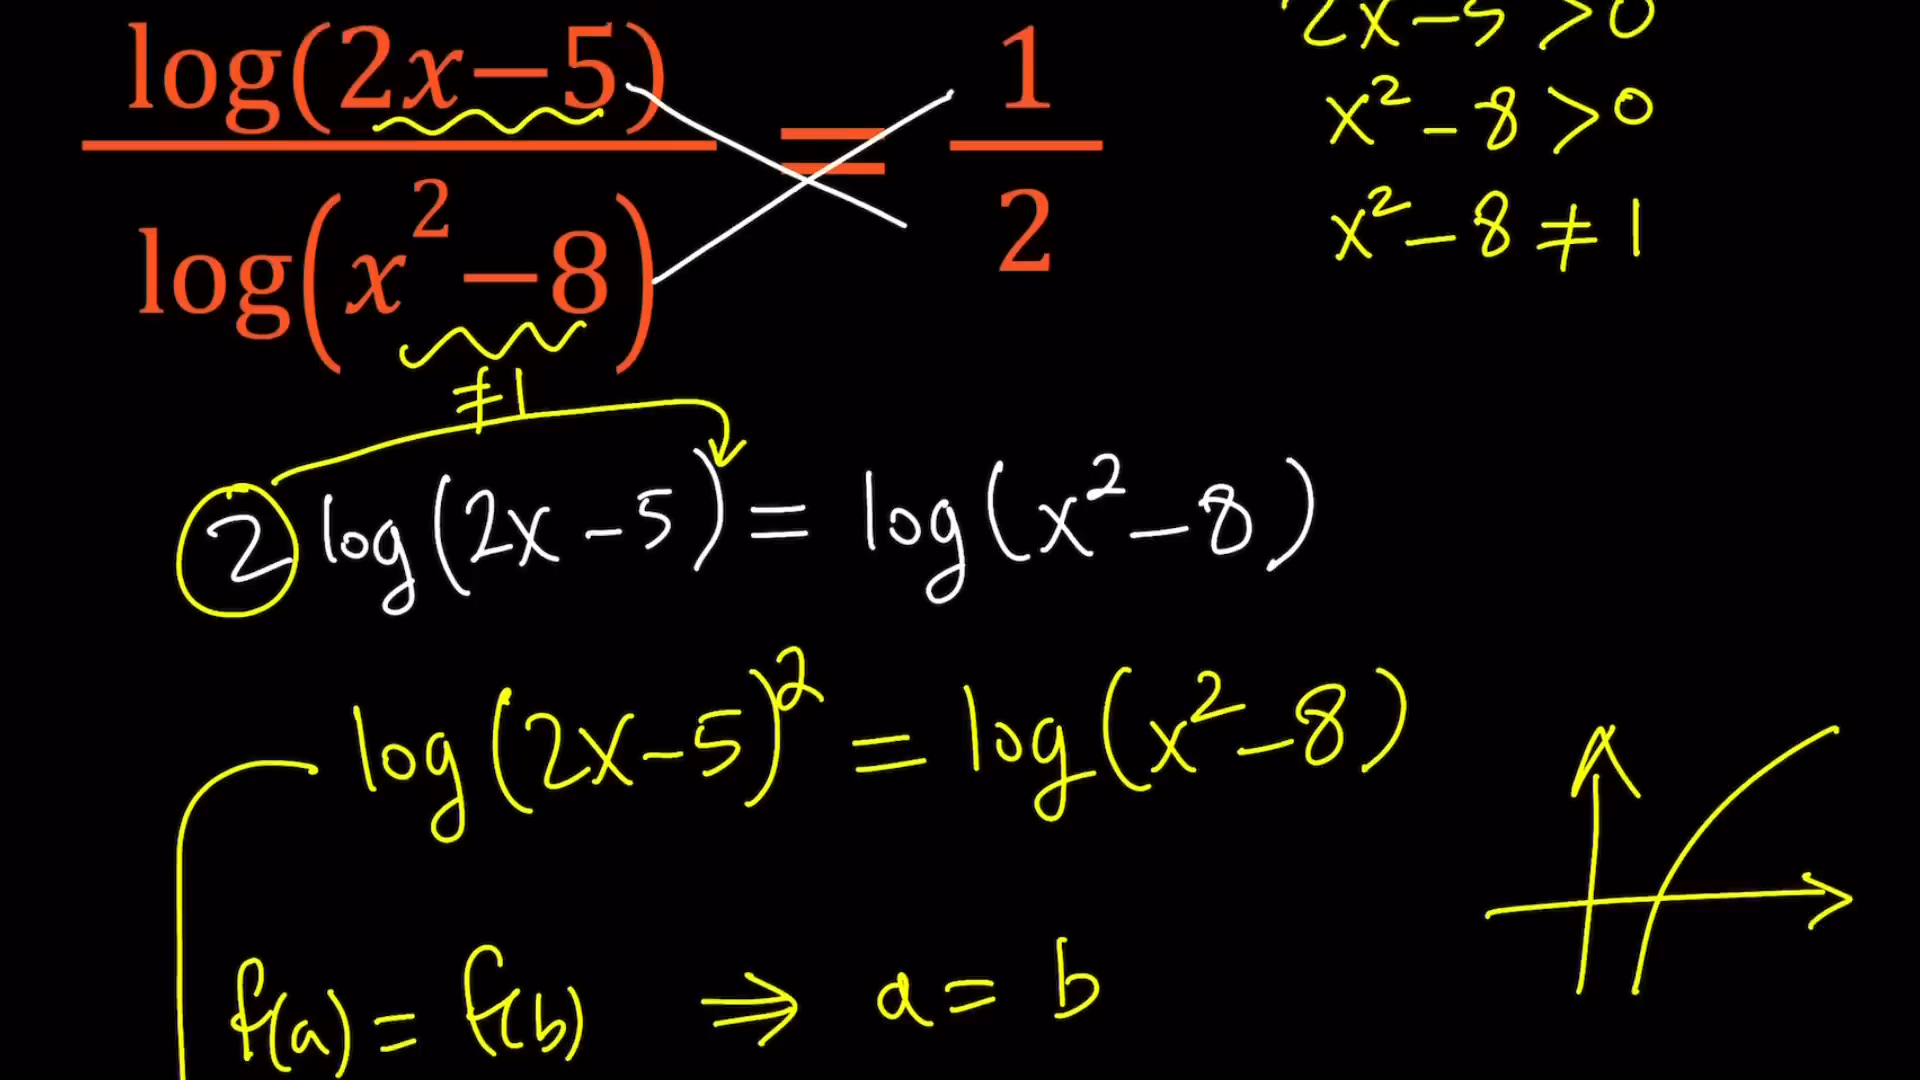 log(2x−5) / log(x²−8) = 1/2
2x−5 > 0
x² − 8 > 0
x² − 8 ≠ 1
≠ 1
2 log(2x − 5) = log(x² − 8)
log(2x − 5)² = log(x² − 8)
f(a) = f(b) ⇒ a = b